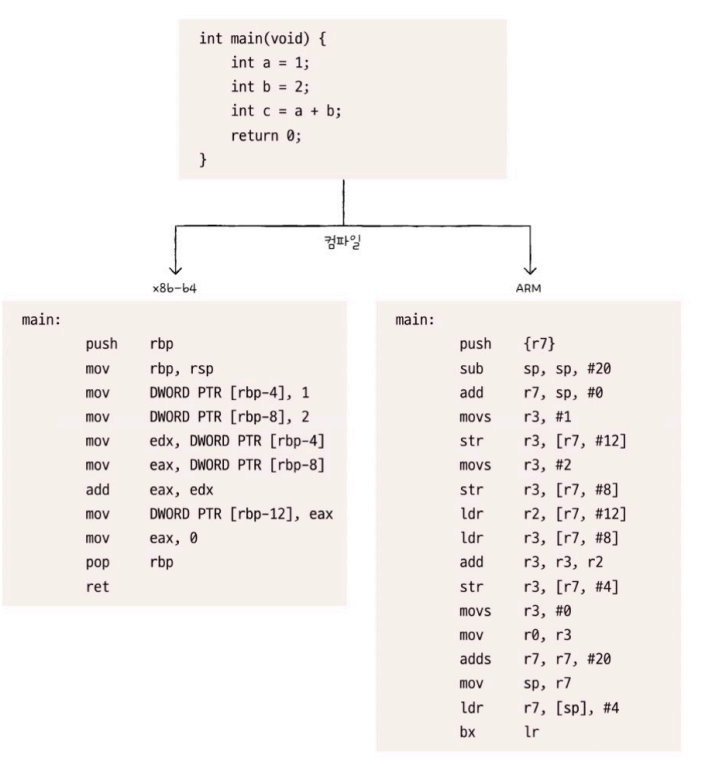 int main(void) {
    int a = 1;
    int b = 2;
    int c = a + b;
    return 0;
}
컴파일
x86-64
main:
push rbp
mov rbp, rsp
mov DWORD PTR [rbp-4], 1
mov DWORD PTR [rbp-8], 2
mov edx, DWORD PTR [rbp-4]
mov eax, DWORD PTR [rbp-8]
add eax, edx
mov DWORD PTR [rbp-12], eax
mov eax, 0
pop rbp
ret
ARM
main:
push {r7}
sub sp, sp, #20
add r7, sp, #0
movs r3, #1
str r3, [r7, #12]
movs r3, #2
str r3, [r7, #8]
ldr r2, [r7, #12]
ldr r3, [r7, #8]
add r3, r3, r2
str r3, [r7, #4]
movs r3, #0
mov r0, r3
adds r7, r7, #20
mov sp, r7
ldr r7, [sp], #4
bx lr